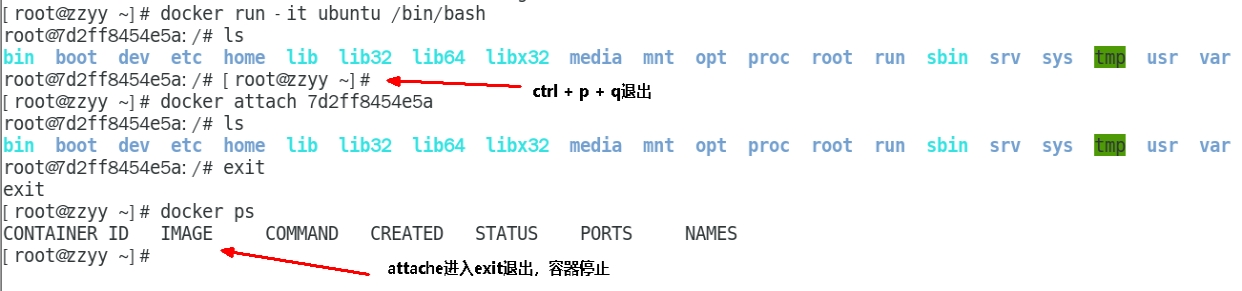 [root@zzyy ~]# docker run -it ubuntu /bin/bash
root@7d2ff8454e5a:/# ls
bin boot dev etc home lib lib32 lib64 libx32 media mnt opt proc root run sbin srv sys tmp usr var
root@7d2ff8454e5a:/# [root@zzyy ~]#
ctrl + p + q退出
[root@zzyy ~]# docker attach 7d2ff8454e5a
root@7d2ff8454e5a:/# ls
bin boot dev etc home lib lib32 lib64 libx32 media mnt opt proc root run sbin srv sys tmp usr var
root@7d2ff8454e5a:/# exit
exit
[root@zzyy ~]# docker ps
CONTAINER ID IMAGE COMMAND CREATED STATUS PORTS NAMES
[root@zzyy ~]#
attache进入exit退出，容器停止